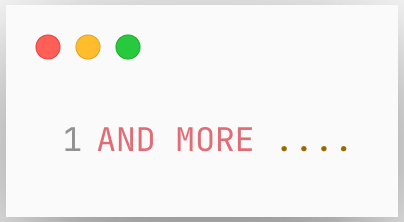 1 AND MORE ....